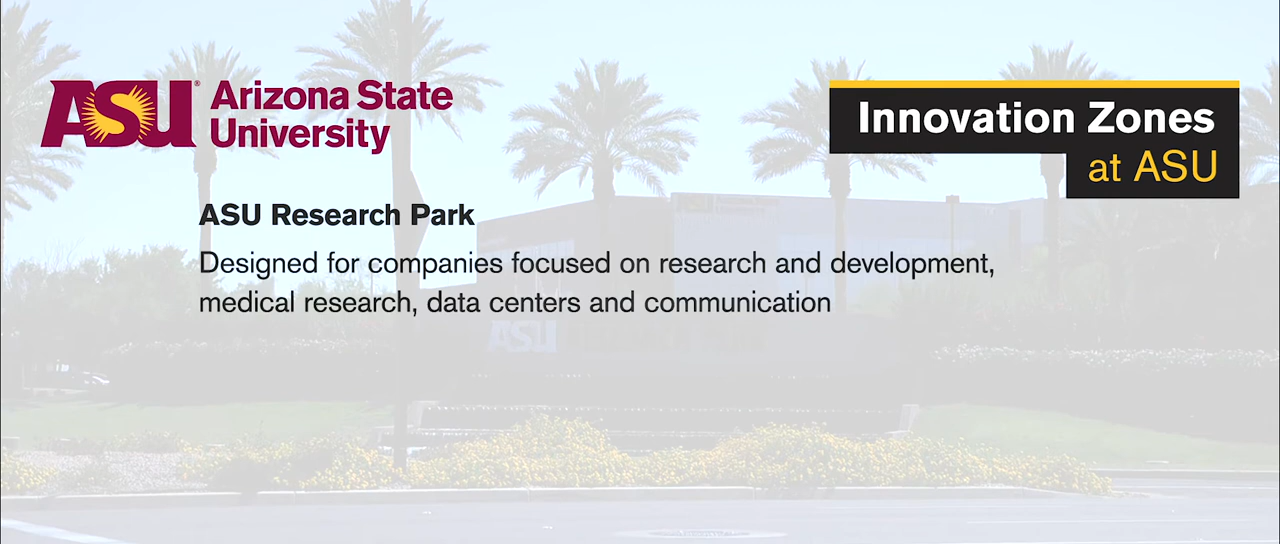 ASU® Arizona State
University
Innovation Zones
at ASU
ASU Research Park
Designed for companies focused on research and development,
medical research, data centers and communication
ASU